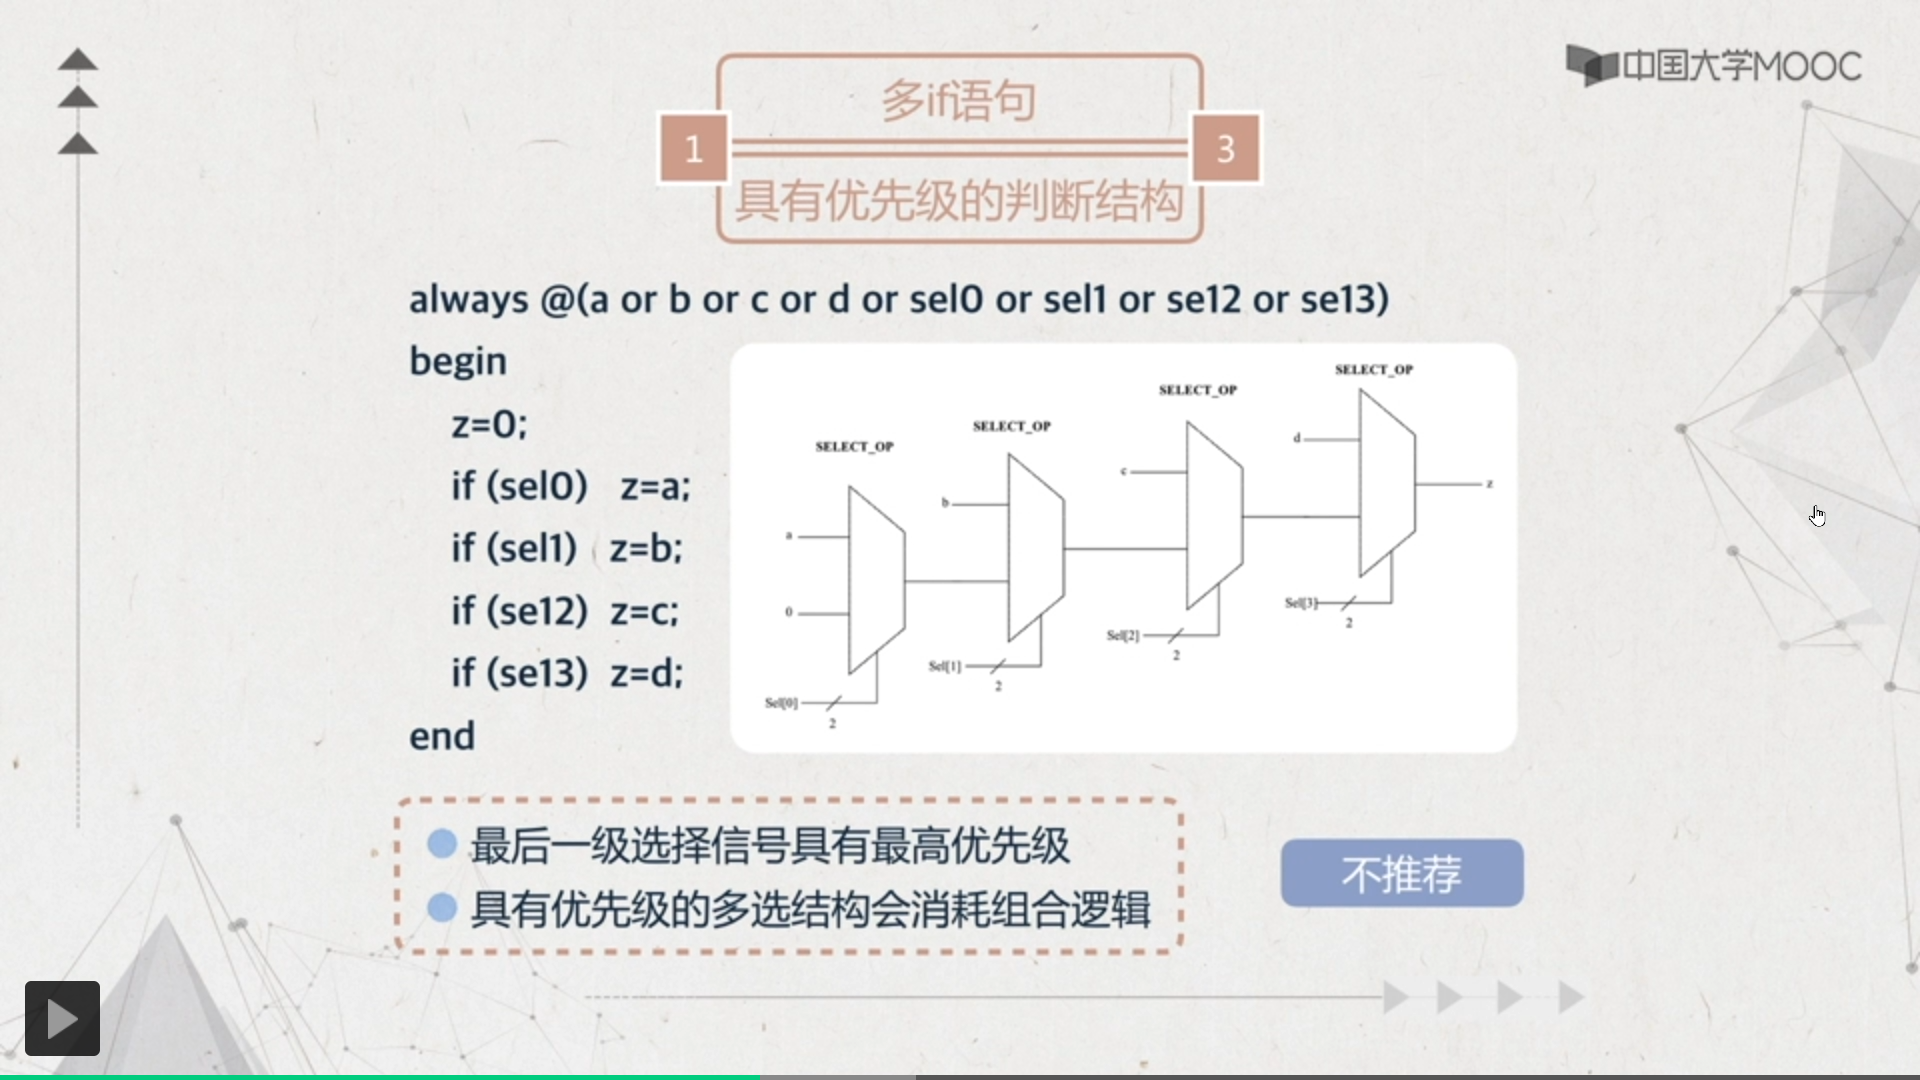 中国大学MOOC
多if语句
1
3
具有优先级的判断结构
always @(a or b or c or d or sel0 or sel1 or se12 or se13)
begin
z=0;
if (sel0) z=a;
if (sel1) z=b;
if (se12) z=c;
if (se13) z=d;
end
SELECT_OP
SELECT_OP
SELECT_OP
SELECT_OP
a
0
Sel[0]
2
b
Sel[1]
2
c
Sel[2]
2
d
Sel[3]
2
z
最后一级选择信号具有最高优先级
具有优先级的多选结构会消耗组合逻辑
不推荐